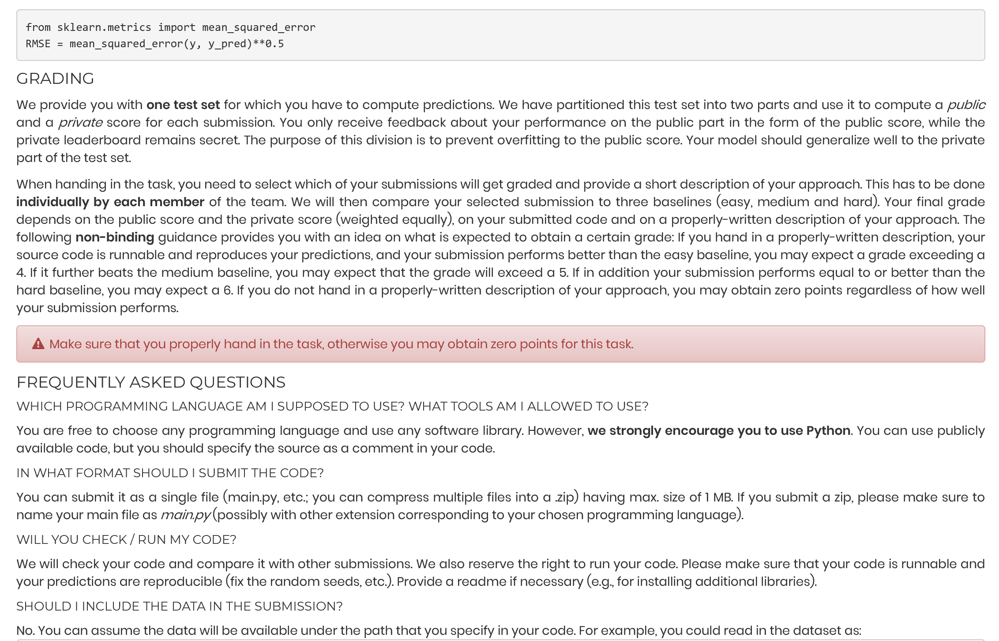 from sklearn.metrics import mean_squared_error
RMSE = mean_squared_error(y, y_pred)**0.5
GRADING
We provide you with one test set for which you have to compute predictions. We have partitioned this test set into two parts and use it to compute a public
and a private score for each submission. You only receive feedback about your performance on the public part in the form of the public score, while the
private leaderboard remains secret. The purpose of this division is to prevent overfitting to the public score. Your model should generalize well to the private
part of the test set.
When handing in the task, you need to select which of your submissions will get graded and provide a short description of your approach. This has to be done
individually by each member of the team. We will then compare your selected submission to three baselines (easy, medium and hard). Your final grade
depends on the public score and the private score (weighted equally), on your submitted code and on a properly-written description of your approach. The
following non-binding guidance provides you with an idea on what is expected to obtain a certain grade: If you hand in a properly-written description, your
source code is runnable and reproduces your predictions, and your submission performs better than the easy baseline, you may expect a grade exceeding a
4. If it further beats the medium baseline, you may expect that the grade will exceed a 5. If in addition your submission performs equal to or better than the
hard baseline, you may expect a 6. If you do not hand in a properly-written description of your approach, you may obtain zero points regardless of how well
your submission performs.
Make sure that you properly hand in the task, otherwise you may obtain zero points for this task.
FREQUENTLY ASKED QUESTIONS
WHICH PROGRAMMING LANGUAGE AM I SUPPOSED TO USE? WHAT TOOLS AM I ALLOWED TO USE?
You are free to choose any programming language and use any software library. However, we strongly encourage you to use Python. You can use publicly
available code, but you should specify the source as a comment in your code.
IN WHAT FORMAT SHOULD I SUBMIT THE CODE?
You can submit it as a single file (main.py, etc.; you can compress multiple files into a .zip) having max. size of 1 MB. If you submit a zip, please make sure to
name your main file as main.py (possibly with other extension corresponding to your chosen programming language).
WILL YOU CHECK / RUN MY CODE?
We will check your code and compare it with other submissions. We also reserve the right to run your code. Please make sure that your code is runnable and
your predictions are reproducible (fix the random seeds, etc.). Provide a readme if necessary (e.g., for installing additional libraries).
SHOULD I INCLUDE THE DATA IN THE SUBMISSION?
No. You can assume the data will be available under the path that you specify in your code. For example, you could read in the dataset as: